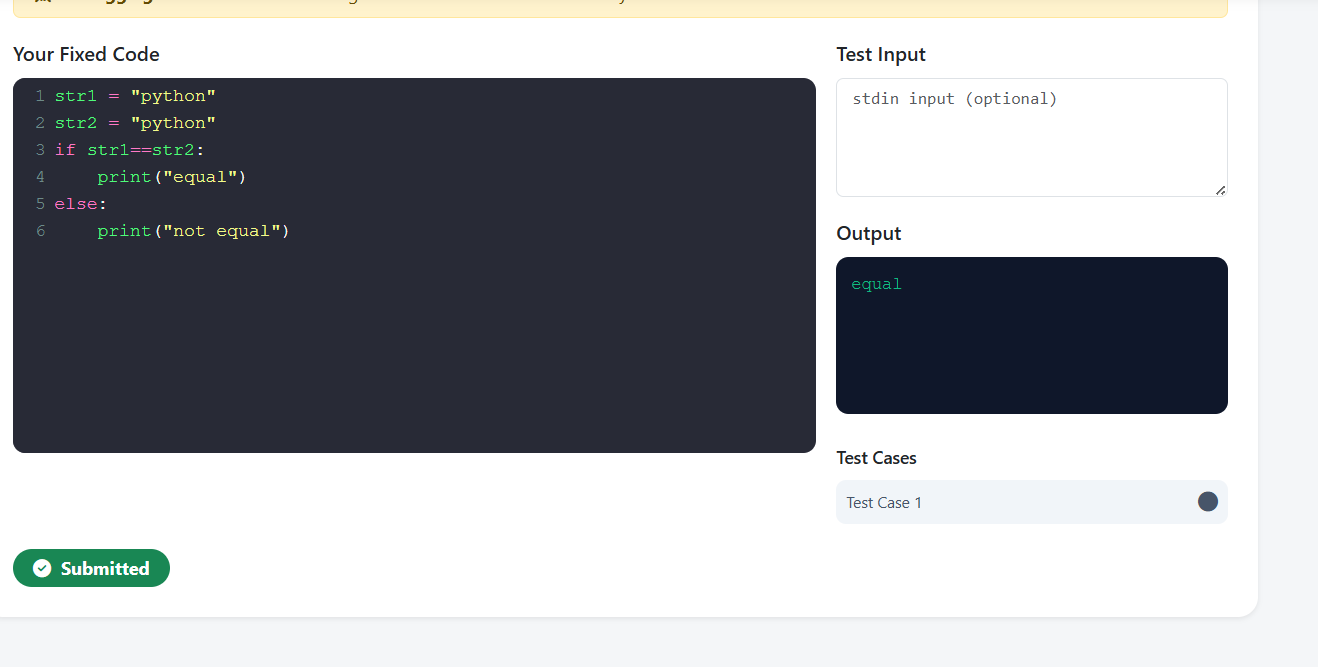 Your Fixed Code
1 str1 = "python"
2 str2 = "python"
3 if str1==str2:
4     print("equal")
5 else:
6     print("not equal")
Submitted
Test Input
stdin input (optional)
Output
equal
Test Cases
Test Case 1